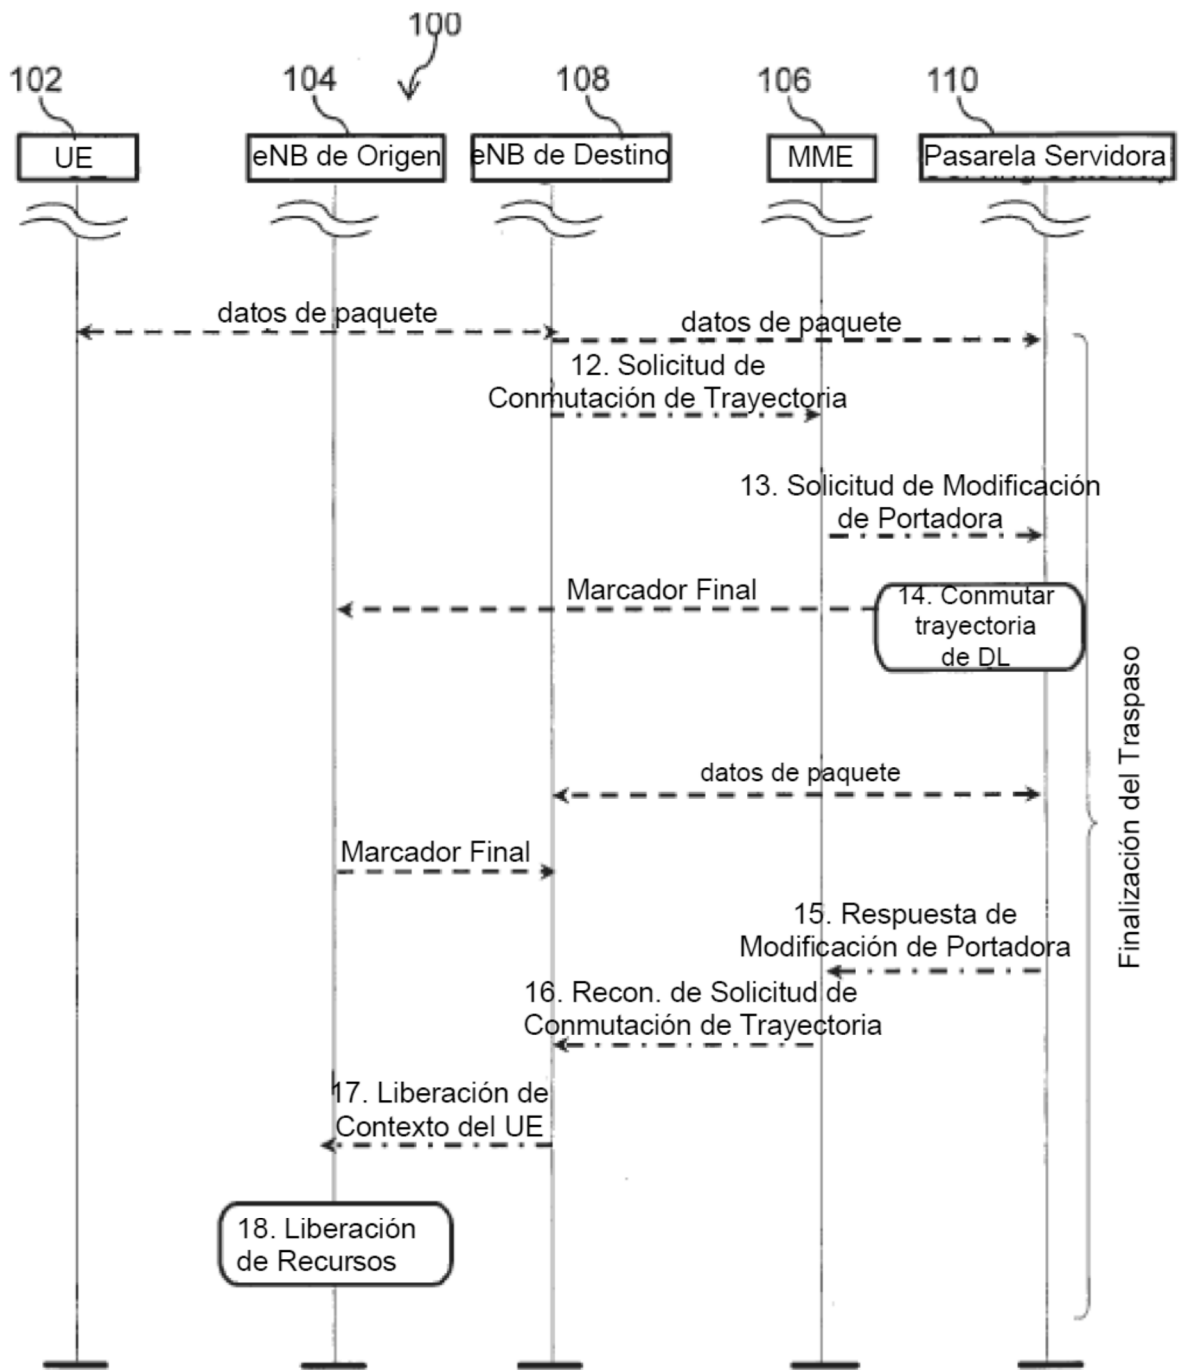 100
102
104
108
106
110
UE
eNB de Origen
eNB de Destino
MME
Pasarela Servidora
datos de paquete
datos de paquete
12. Solicitud de
Conmutación de Trayectoria
13. Solicitud de Modificación
de Portadora
Marcador Final
14. Conmutar
trayectoria
de DL
datos de paquete
Marcador Final
15. Respuesta de
Modificación de Portadora
16. Recon. de Solicitud de
Conmutación de Trayectoria
17. Liberación de
Contexto del UE
18. Liberación
de Recursos
Finalización del Traspaso